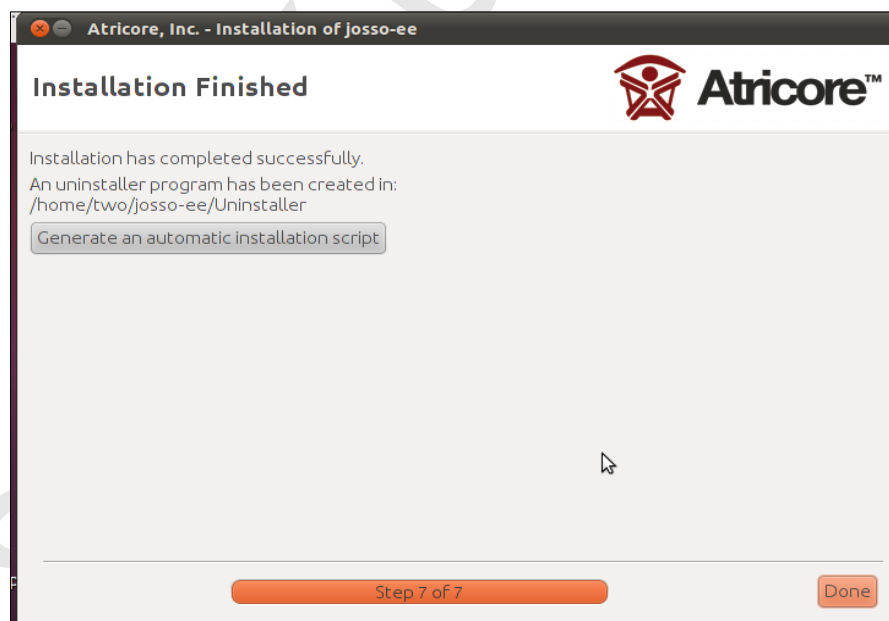 Atricore, Inc. - Installation of josso-ee
Installation Finished
Atricore™
Installation has completed successfully.
An uninstaller program has been created in:
/home/two/josso-ee/Uninstaller
Generate an automatic installation script
Step 7 of 7
Done